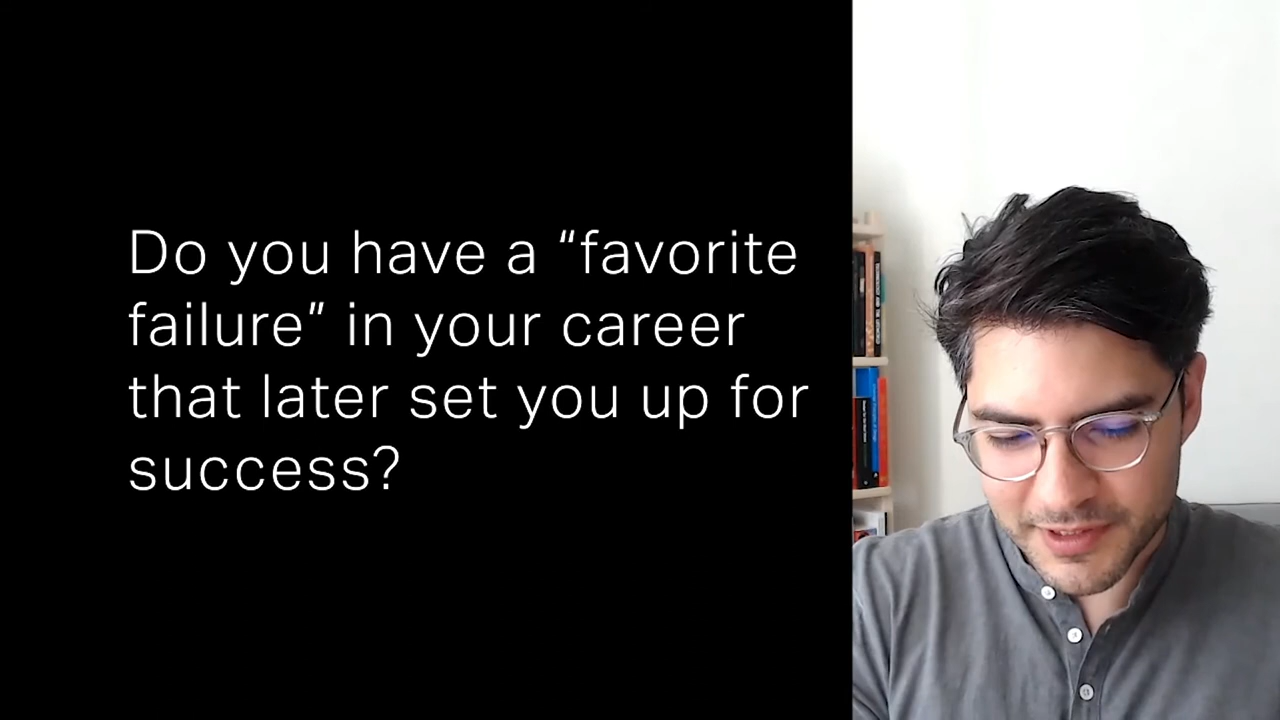 Do you have a “favorite
failure” in your career
that later set you up for
success?